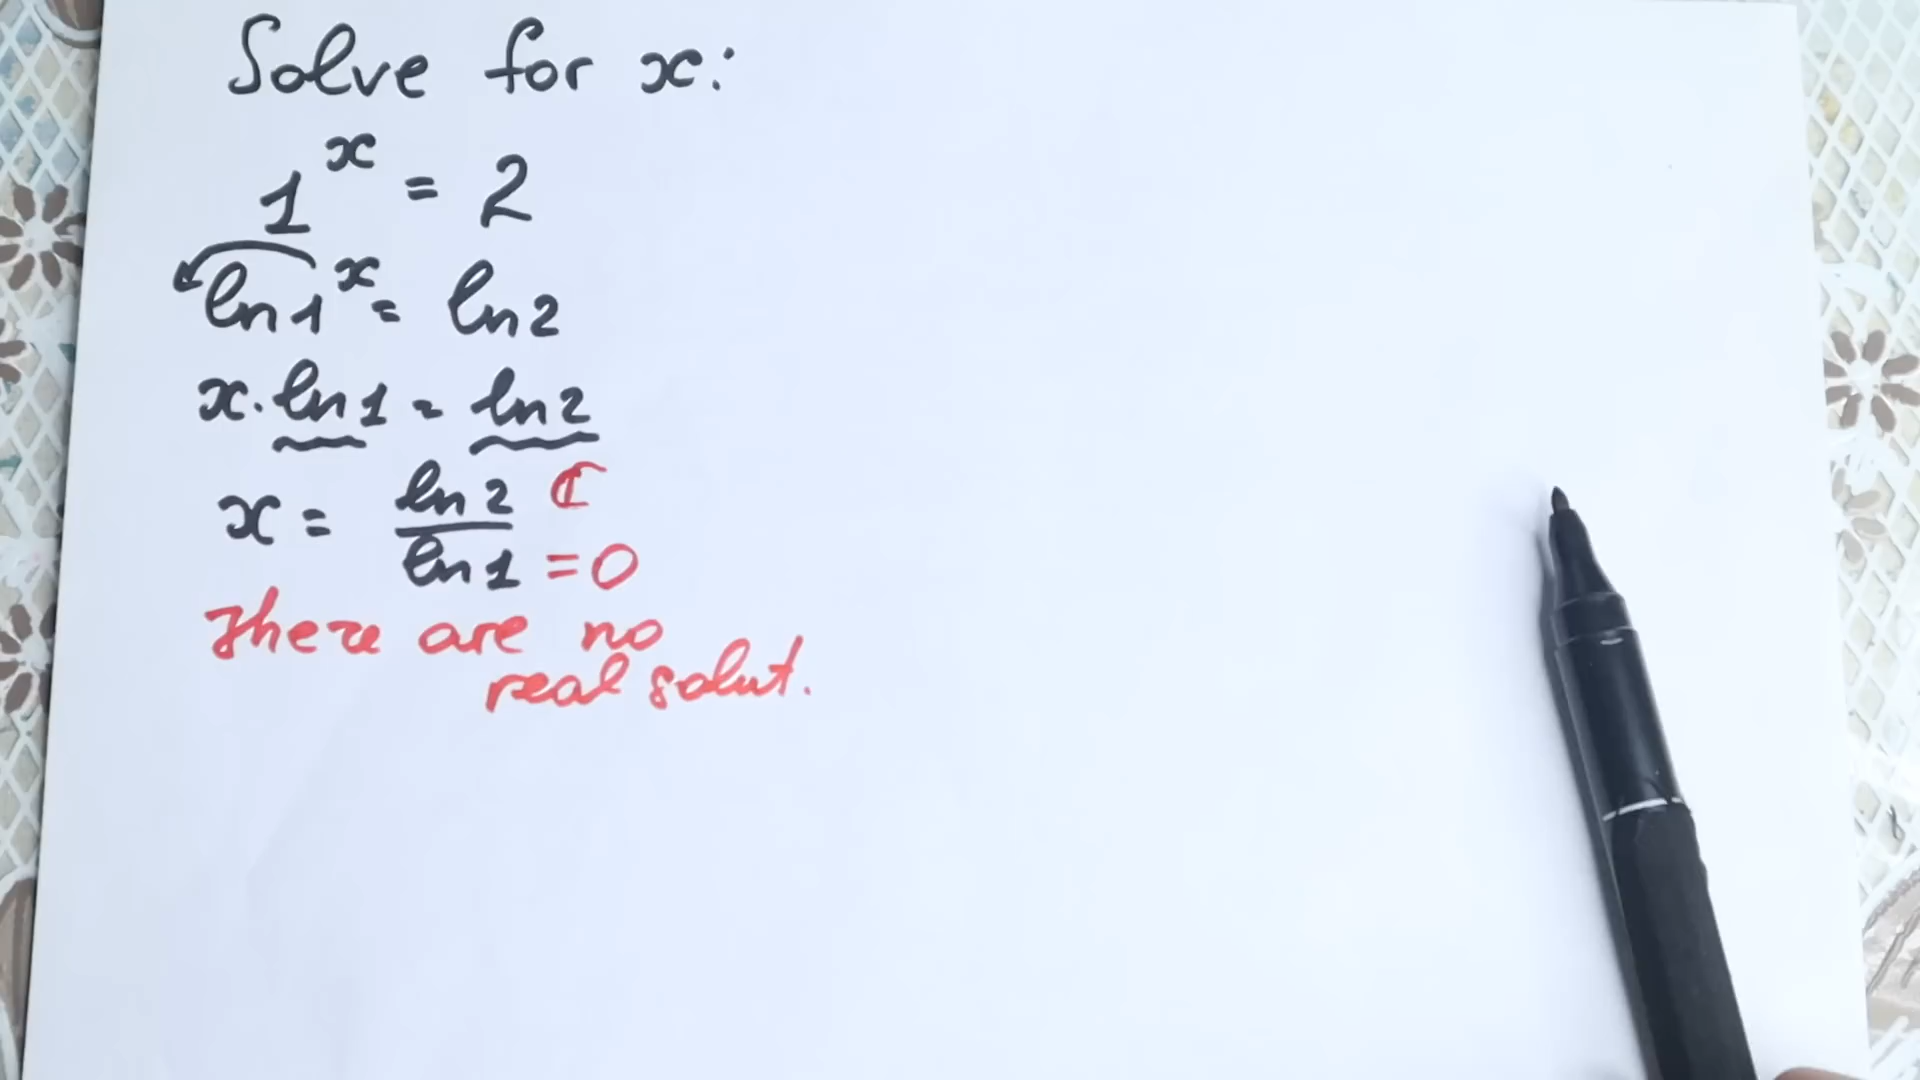 Solve for x:
1^x = 2
ln 1^x = ln 2
x · ln 1 = ln 2
x = ln 2 / ln 1 ℂ = 0
There are no
real solut.